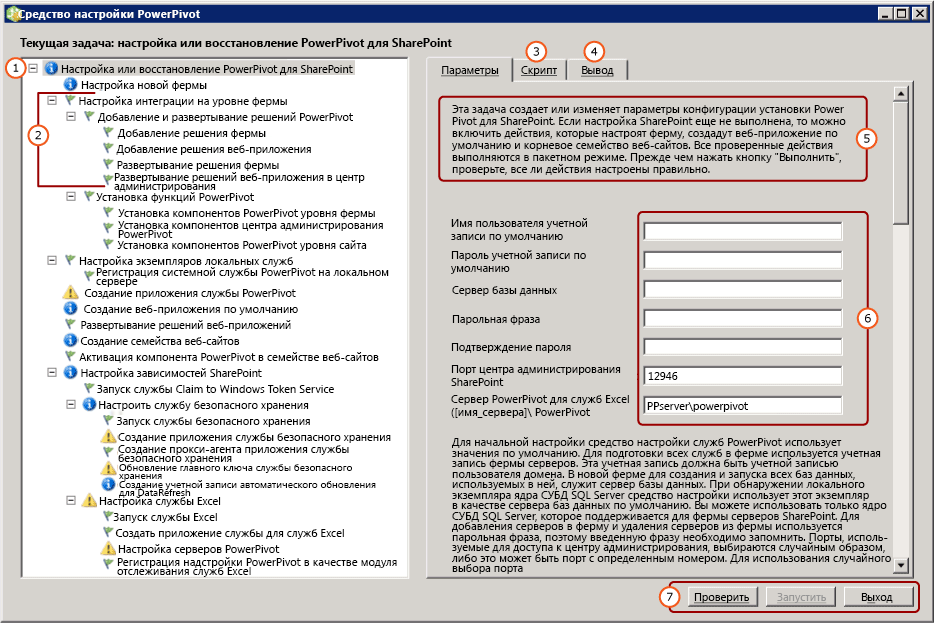 Средство настройки PowerPivot
Текущая задача: настройка или восстановление PowerPivot для SharePoint
1
Настройка или восстановление PowerPivot для SharePoint
Настройка новой фермы
2
Настройка интеграции на уровне фермы
Добавление и развертывание решений PowerPivot
Добавление решения фермы
Добавление решения веб-приложения
Развертывание решения фермы
Развертывание решений веб-приложения в центр
администрирования
Установка функций PowerPivot
Установка компонентов PowerPivot уровня фермы
Установка компонентов центра администрирования
PowerPivot
Установка компонентов PowerPivot уровня сайта
Настройка экземпляров локальных служб
Регистрация системной службы PowerPivot на локальном
сервере
Создание приложения службы PowerPivot
Создание веб-приложения по умолчанию
Развертывание решений веб-приложений
Создание семейства веб-сайтов
Активация компонента PowerPivot в семействе веб-сайтов
Настройка зависимостей SharePoint
Запуск службы Claim to Windows Token Service
Настроить службу безопасного хранения
Запуск службы безопасного хранения
Создание приложения службы безопасного хранения
Создание прокси-агента приложения службы
безопасного хранения
Обновление главного ключа службы безопасного
хранения
Создание учетной записи автоматического обновления
для DataRefresh
Настройка службы Excel
Запуск службы Excel
Создать приложение службы для служб Excel
Настройка серверов PowerPivot
Регистрация надстройки PowerPivot в качестве модуля
отслеживания служб Excel
3
4
Параметры
Скрипт
Вывод
Эта задача создает или изменяет параметры конфигурации установки Power
Pivot для SharePoint. Если настройка SharePoint еще не выполнена, то можно
включить действия, которые настроят ферму, создадут веб-приложение по
умолчанию и корневое семейство веб-сайтов. Все проверенные действия
выполняются в пакетном режиме. Прежде чем нажать кнопку "Выполнить",
проверьте, все ли действия настроены правильно.
5
Имя пользователя учетной
записи по умолчанию
Пароль учетной записи по
умолчанию
Сервер базы данных
Парольная фраза
6
Подтверждение пароля
Порт центра администрирования
SharePoint
12946
Сервер PowerPivot для служб Excel
([имя_сервера]\ PowerPivot
PPserver\powerpivot
Для начальной настройки средство настройки служб PowerPivot использует
значения по умолчанию. Для подготовки всех служб в ферме используется учетная
запись фермы серверов. Эта учетная запись должна быть учетной записью
пользователя домена. В новой ферме для создания и запуска всех баз данных,
используемых в ней, служит сервер базы данных. При обнаружении локального
экземпляра ядра СУБД SQL Server средство настройки использует этот экземпляр
в качестве сервера баз данных по умолчанию. Вы можете использовать только ядро
СУБД SQL Server, которое поддерживается для фермы серверов SharePoint. Для
добавления серверов в ферму и удаления серверов из фермы используется
парольная фраза, поэтому введенную фразу необходимо запомнить. Порты, исполь-
зуемые для доступа к центру администрирования, выбираются случайным образом,
либо это может быть порт с определенным номером. Для использования случайного
выбора порта
7
Проверить
Запустить
Выход